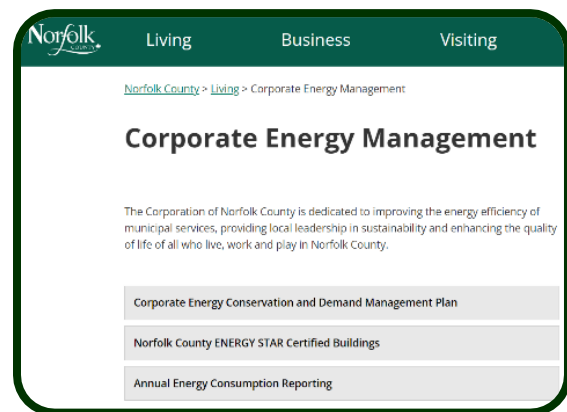 Norfolk
COUNTY
Living Business Visiting
Norfolk County > Living > Corporate Energy Management
Corporate Energy Management
The Corporation of Norfolk County is dedicated to improving the energy efficiency of
municipal services, providing local leadership in sustainability and enhancing the quality
of life of all who live, work and play in Norfolk County.
Corporate Energy Conservation and Demand Management Plan
Norfolk County ENERGY STAR Certified Buildings
Annual Energy Consumption Reporting